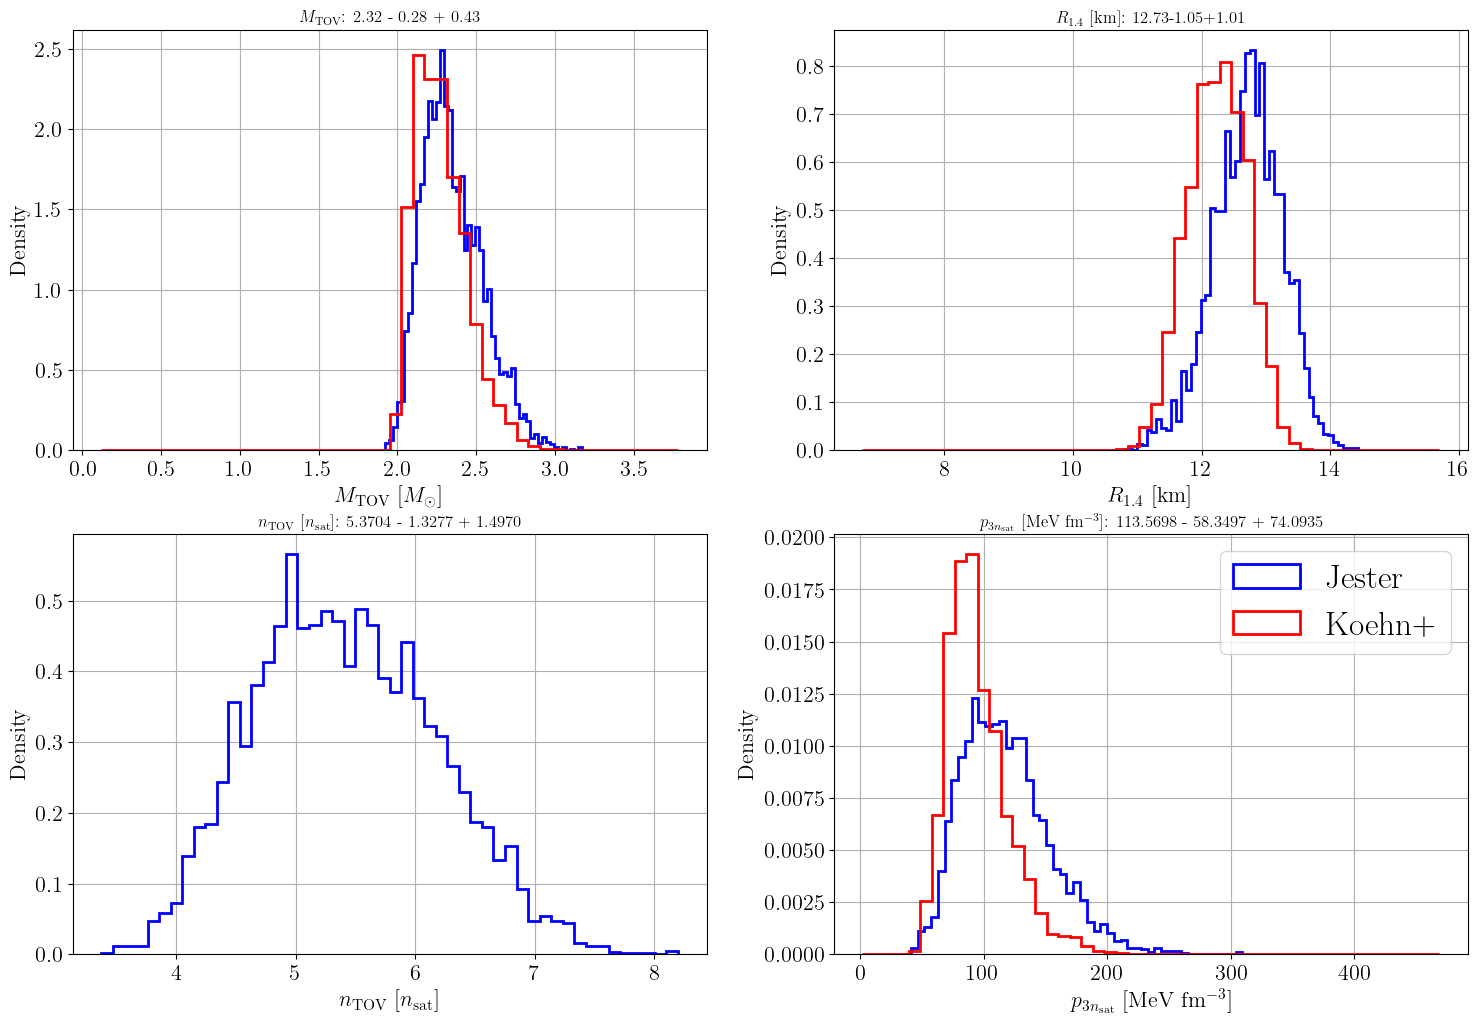 M_TOV: 2.32 - 0.28 + 0.43
2.5
2.0
1.5
1.0
0.5
0.0
Density
0.0 0.5 1.0 1.5 2.0 2.5 3.0 3.5
M_TOV [M_⊙]
R_1.4 [km]: 12.73-1.05+1.01
0.8
0.7
0.6
0.5
0.4
0.3
0.2
0.1
0.0
Density
8 10 12 14 16
R_1.4 [km]
n_TOV [n_sat]: 5.3704 - 1.3277 + 1.4970
0.5
0.4
0.3
0.2
0.1
0.0
Density
4 5 6 7 8
n_TOV [n_sat]
p_3n_sat [MeV fm^−3]: 113.5698 - 58.3497 + 74.0935
0.0200
0.0175
0.0150
0.0125
0.0100
0.0075
0.0050
0.0025
0.0000
Density
Jester
Koehn+
0 100 200 300 400
p_3n_sat [MeV fm^−3]